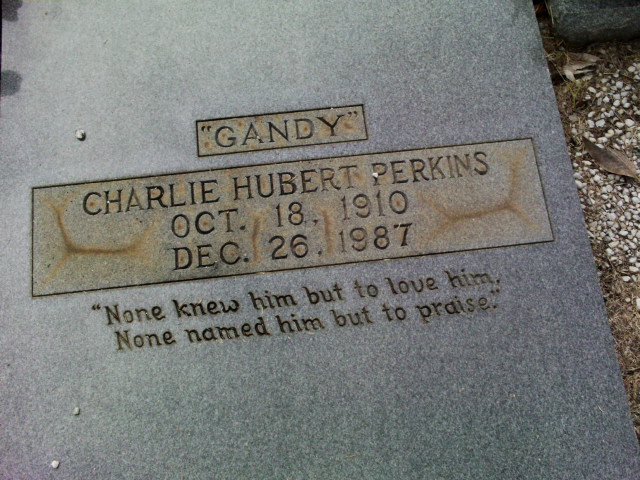 "GANDY"
CHARLIE HUBERT PERKINS
OCT. 18, 1910
DEC. 26, 1987
"None knew him but to love him,
None named him but to praise."